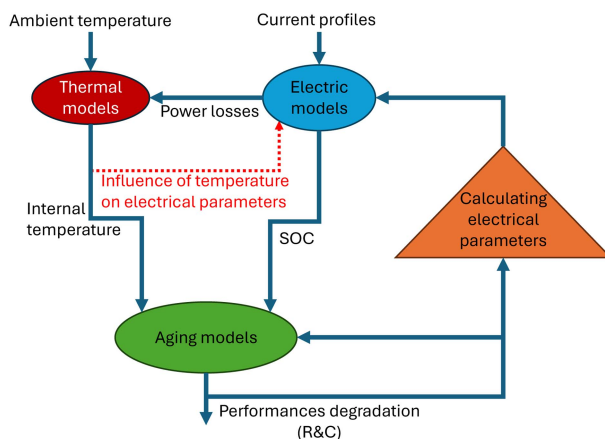 Ambient temperature
Current profiles
Thermal
models
Electric
models
Power losses
Influence of temperature
on electrical parameters
Internal
temperature
SOC
Calculating
electrical
parameters
Aging models
Performances degradation
(R&C)